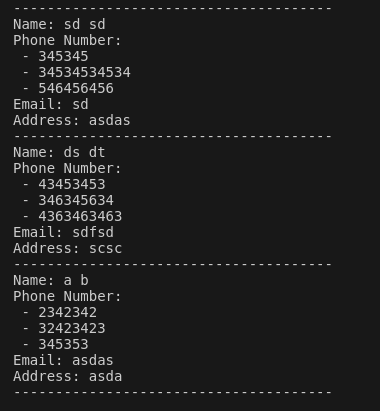 --------------------------------------
Name: sd sd
Phone Number:
 - 345345
 - 34534534534
 - 546456456
Email: sd
Address: asdas
--------------------------------------
Name: ds dt
Phone Number:
 - 43453453
 - 346345634
 - 4363463463
Email: sdfsd
Address: scsc
--------------------------------------
Name: a b
Phone Number:
 - 2342342
 - 32423423
 - 345353
Email: asdas
Address: asda
--------------------------------------